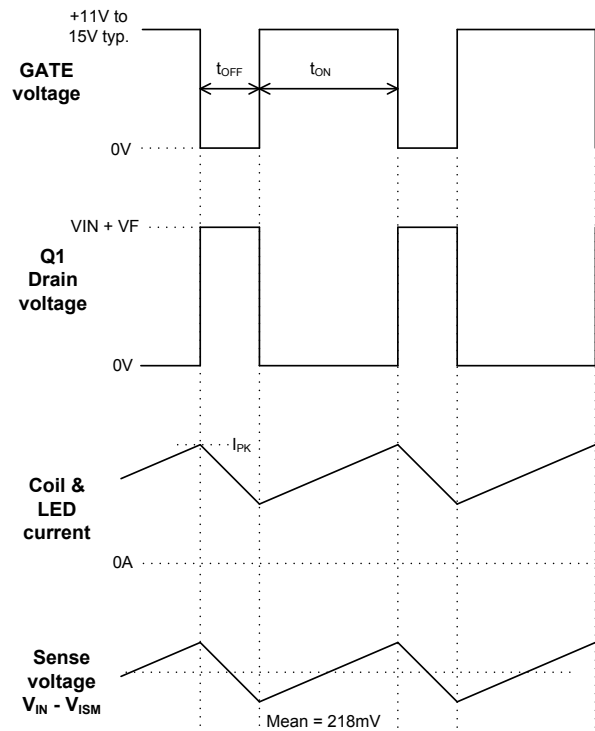 +11V to
15V typ.
GATE
voltage
tOFF
tON
0V
VIN + VF
Q1
Drain
voltage
0V
IPK
Coil &
LED
current
0A
Sense
voltage
VIN - VISM
Mean = 218mV